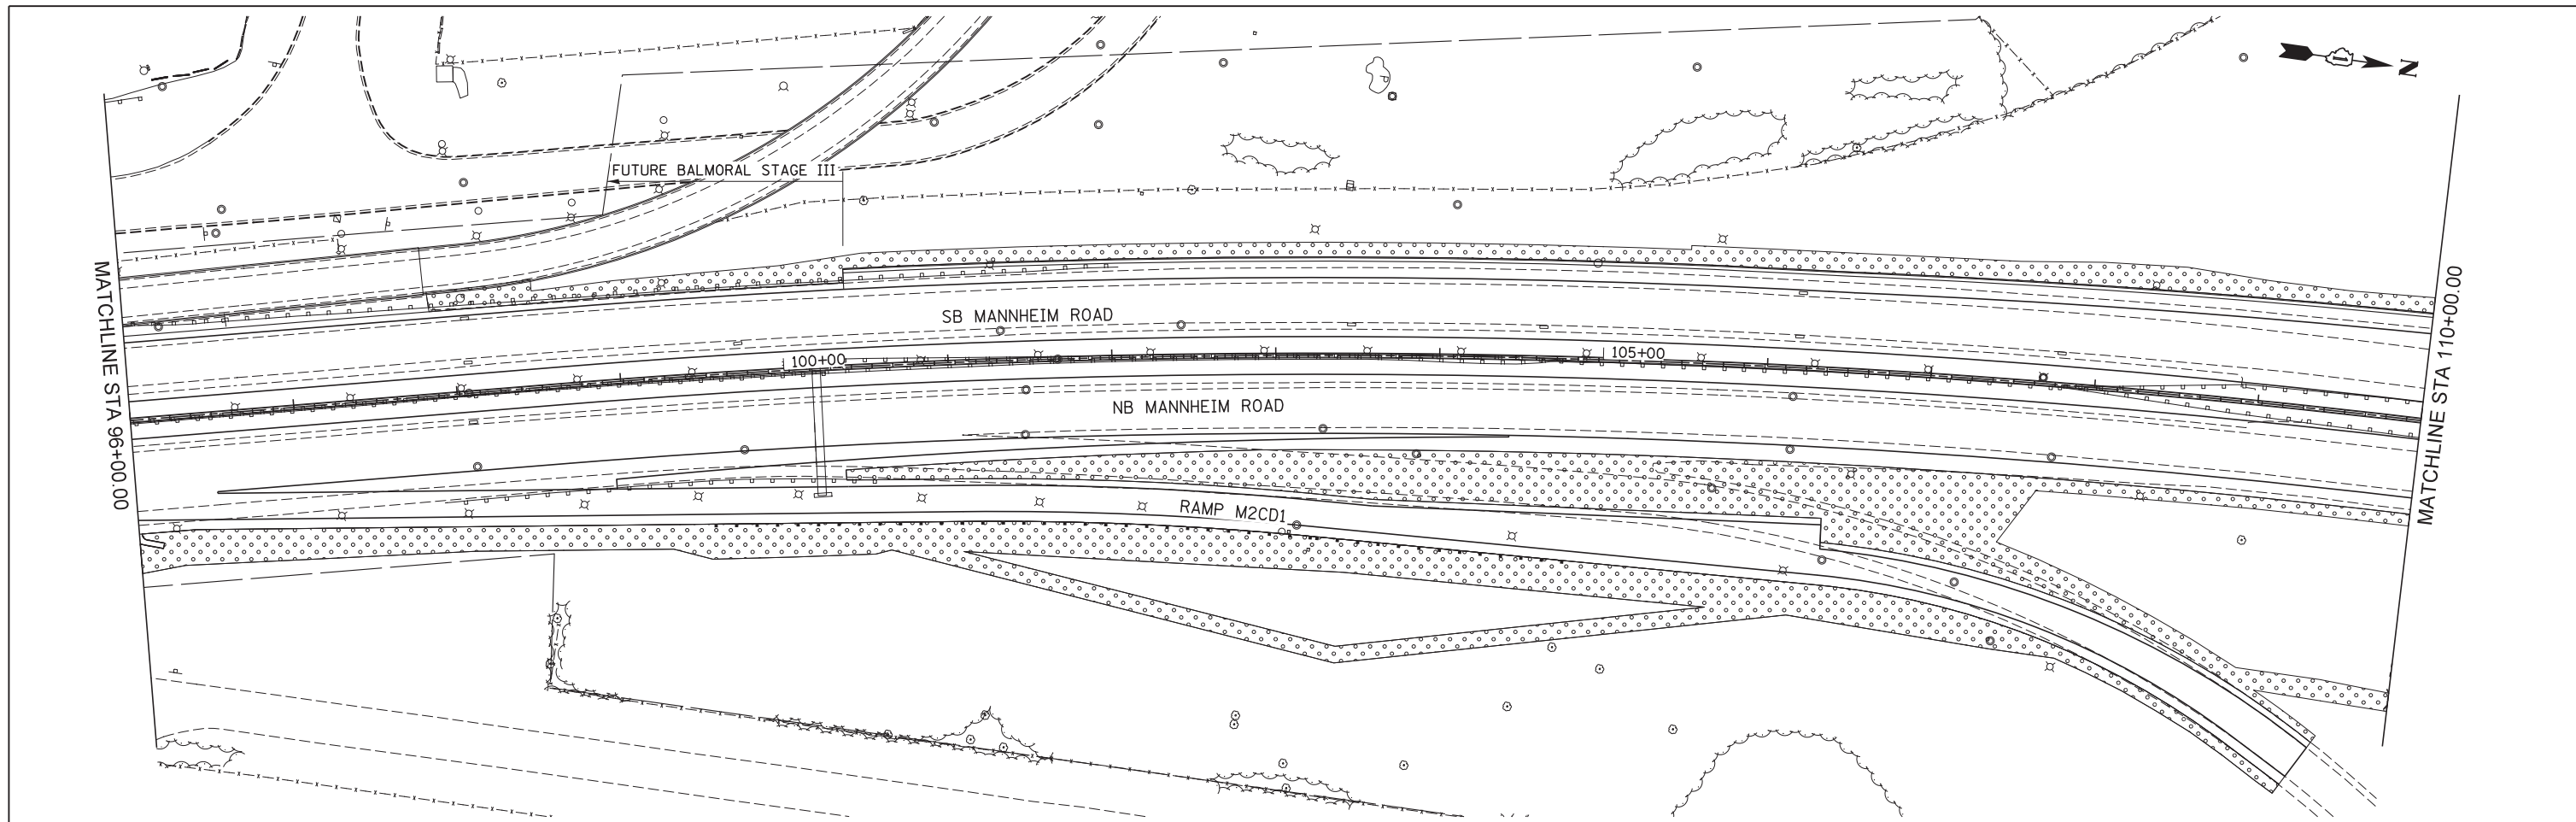 N
FUTURE BALMORAL STAGE III
MATCHLINE STA 96+00.00
SB MANNHEIM ROAD
100+00
105+00
NB MANNHEIM ROAD
RAMP M2CD1
MATCHLINE STA 110+00.00